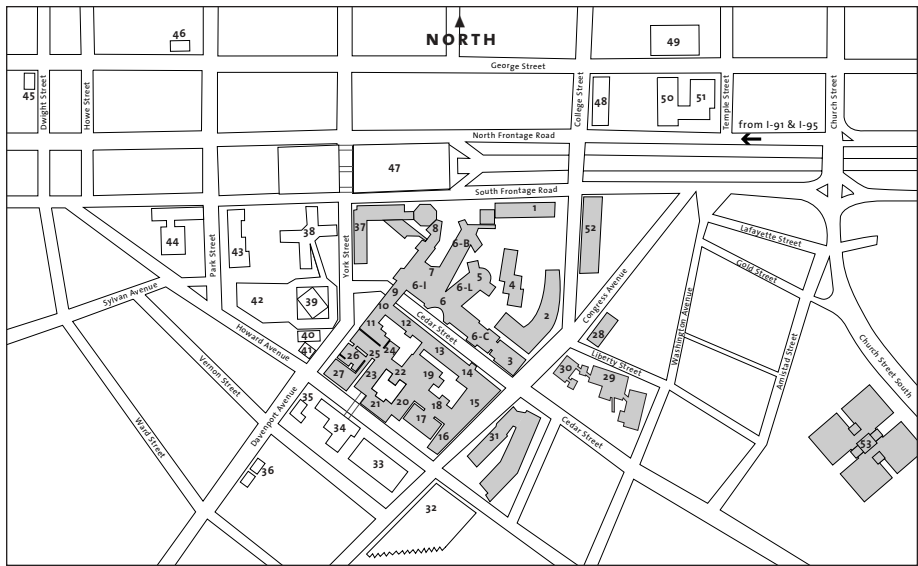 46
NORTH
49
George Street
45
Dwight Street
Howe Street
College Street
48
50
51
Temple Street
Church Street
from I-91 & I-95
North Frontage Road
47
South Frontage Road
1
44
Park Street
43
38
York Street
37
8
6-B
52
Lafayette Street
7
5
6-I
6-L
4
Gold Street
Sylvan Avenue
42
39
9
10
6
2
Congress Avenue
Washington Avenue
Howard Avenue
40
41
11
12
Cedar Street
6-C
28
Amistad Street
Church Street South
26
25
24
13
3
Liberty Street
Vernon Street
27
23
22
19
14
30
29
Davenport Avenue
35
21
20
18
15
Ward Street
34
17
16
31
Cedar Street
53
36
33
32